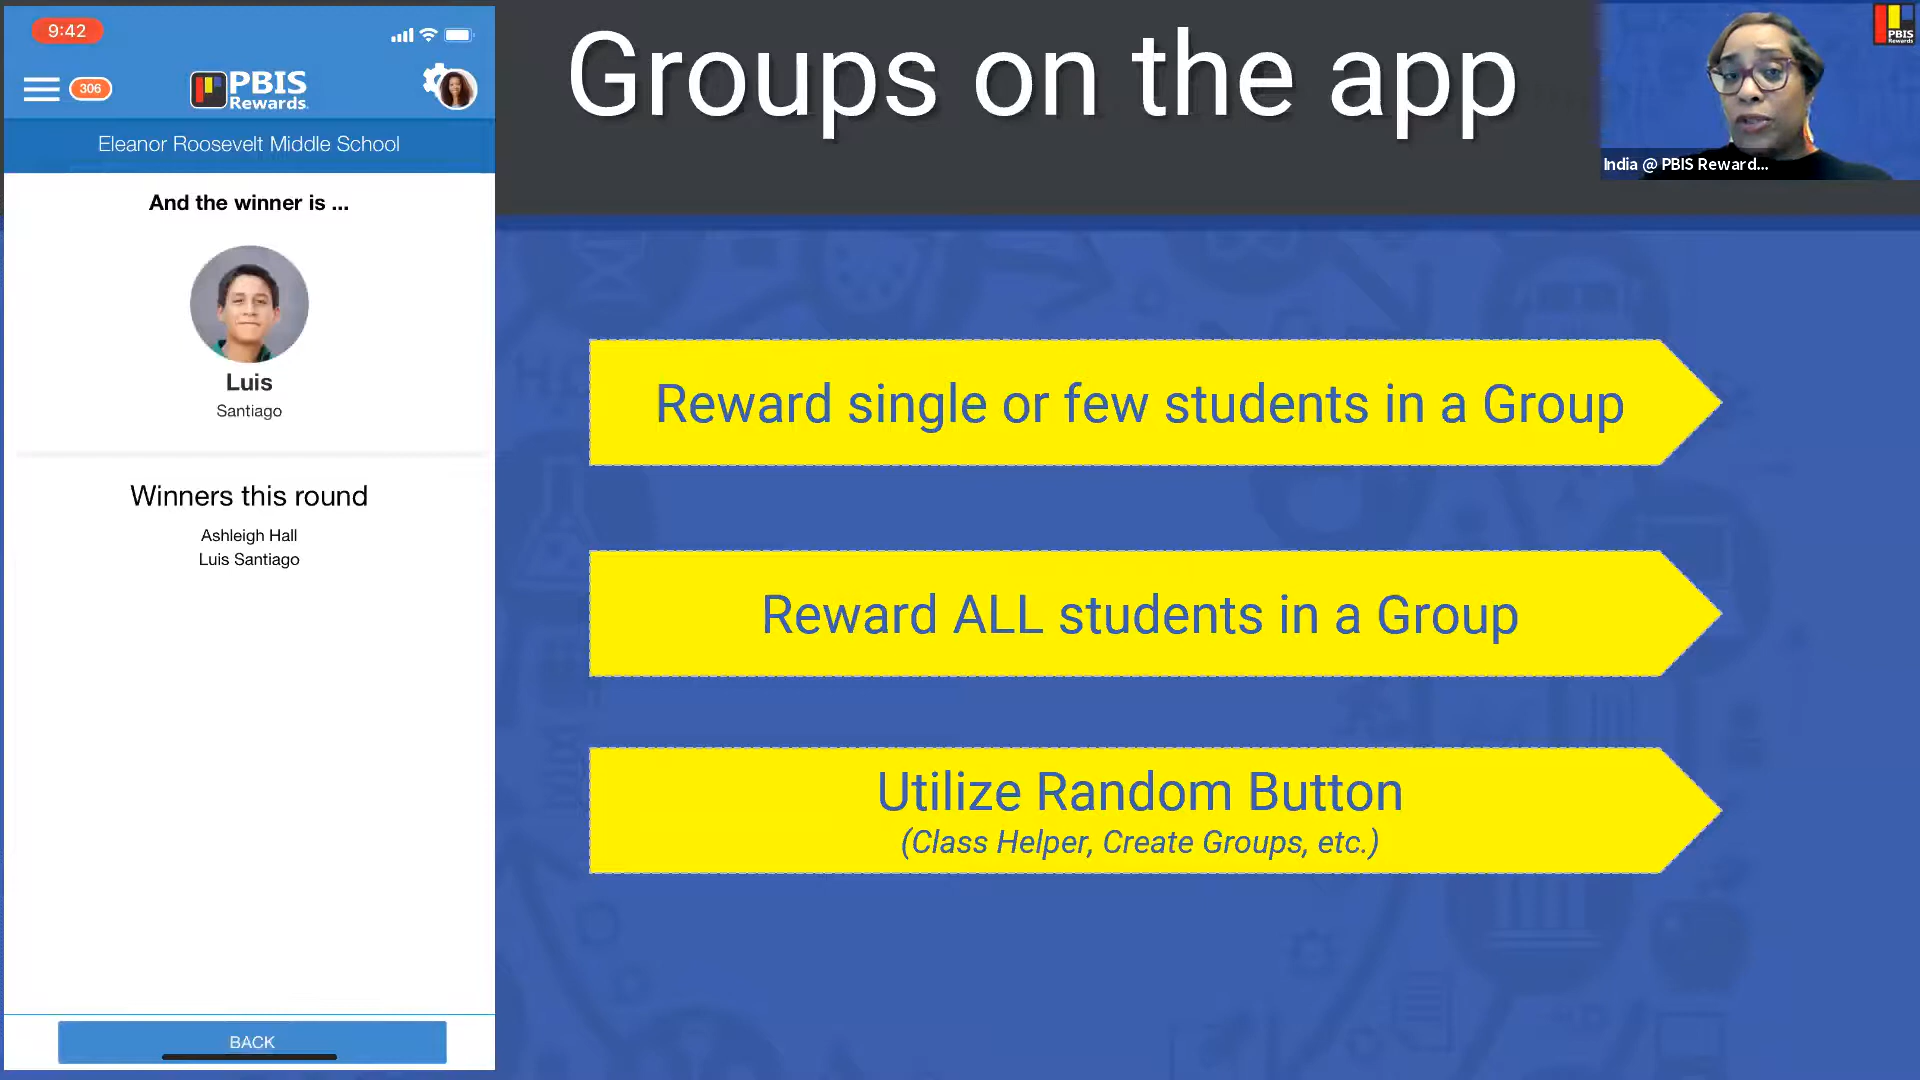 9:42
306
PBIS
Rewards
Eleanor Roosevelt Middle School
And the winner is ...
Luis
Santiago
Winners this round
Ashleigh Hall
Luis Santiago
BACK
Groups on the app
Reward single or few students in a Group
Reward ALL students in a Group
Utilize Random Button
(Class Helper, Create Groups, etc.)
PBIS
Rewards
India @ PBIS Reward...